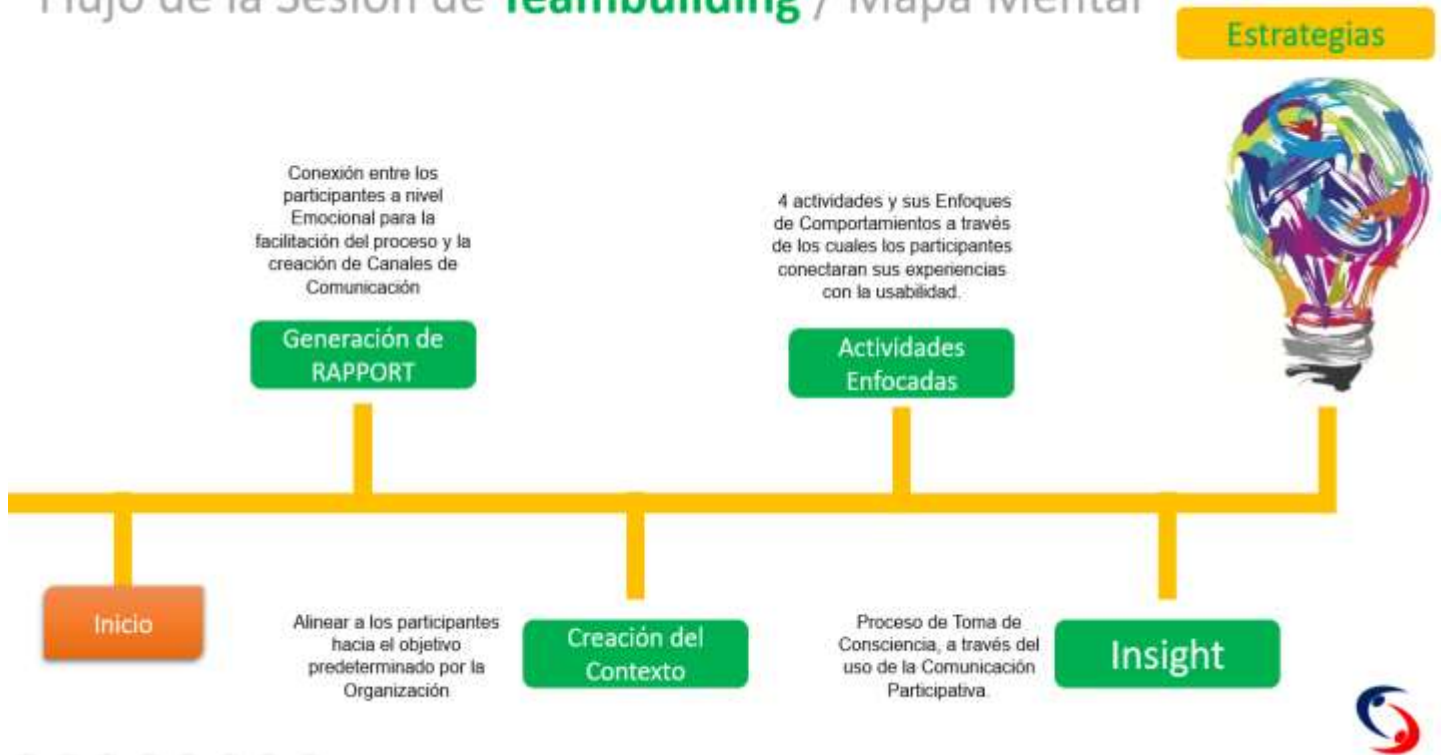 Flujo de la Sesión de Teambuilding / Mapa Mental
Estrategias
Conexión entre los
participantes a nivel
Emocional para la
facilitación del proceso y la
creación de Canales de
Comunicación
Generación de
RAPPORT
4 actividades y sus Enfoques
de Comportamientos a través
de los cuales los participantes
conectaran sus experiencias
con la usabilidad.
Actividades
Enfocadas
Inicio
Alinear a los participantes
hacia el objetivo
predeterminado por la
Organización
Creación del
Contexto
Proceso de Toma de
Consciencia, a través del
uso de la Comunicación
Participativa.
Insight